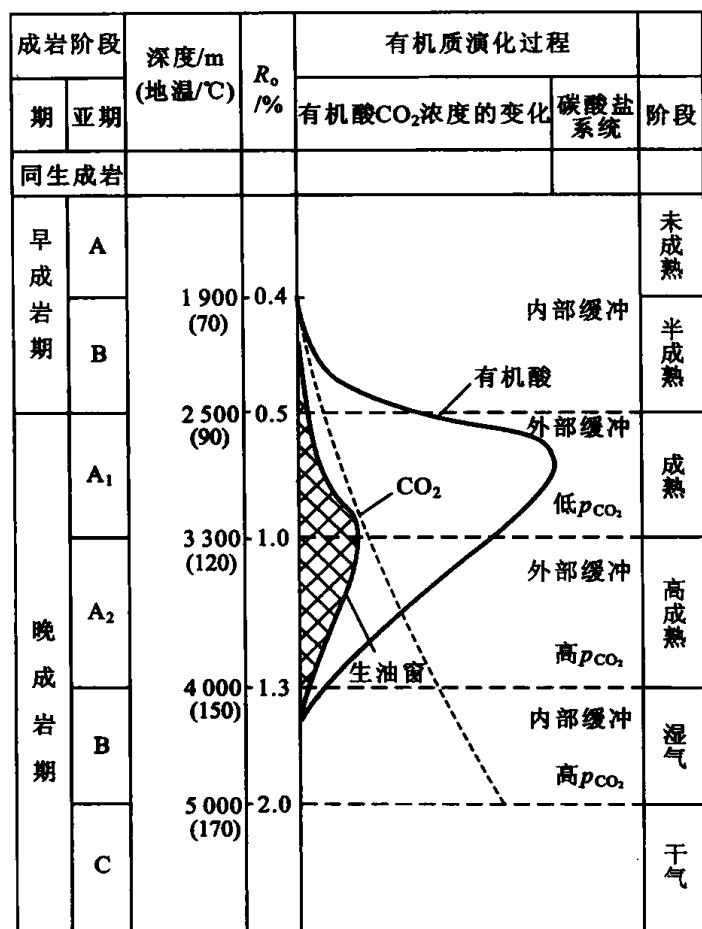 成岩阶段
深度/m
(地温/℃)
Ro
/%
有机质演化过程
期
亚期
有机酸CO₂浓度的变化
碳酸盐
系统
阶段
同生成岩
早成岩期
A
未成熟
1 900
(70)
0.4
内部缓冲
B
半成熟
有机酸
2 500
(90)
0.5
外部缓冲
晚成岩期
A₁
CO₂
低pCO₂
成熟
3 300
(120)
1.0
外部缓冲
A₂
高成熟
生油窗
高pCO₂
4 000
(150)
1.3
内部缓冲
B
高pCO₂
湿气
5 000
(170)
2.0
C
干气